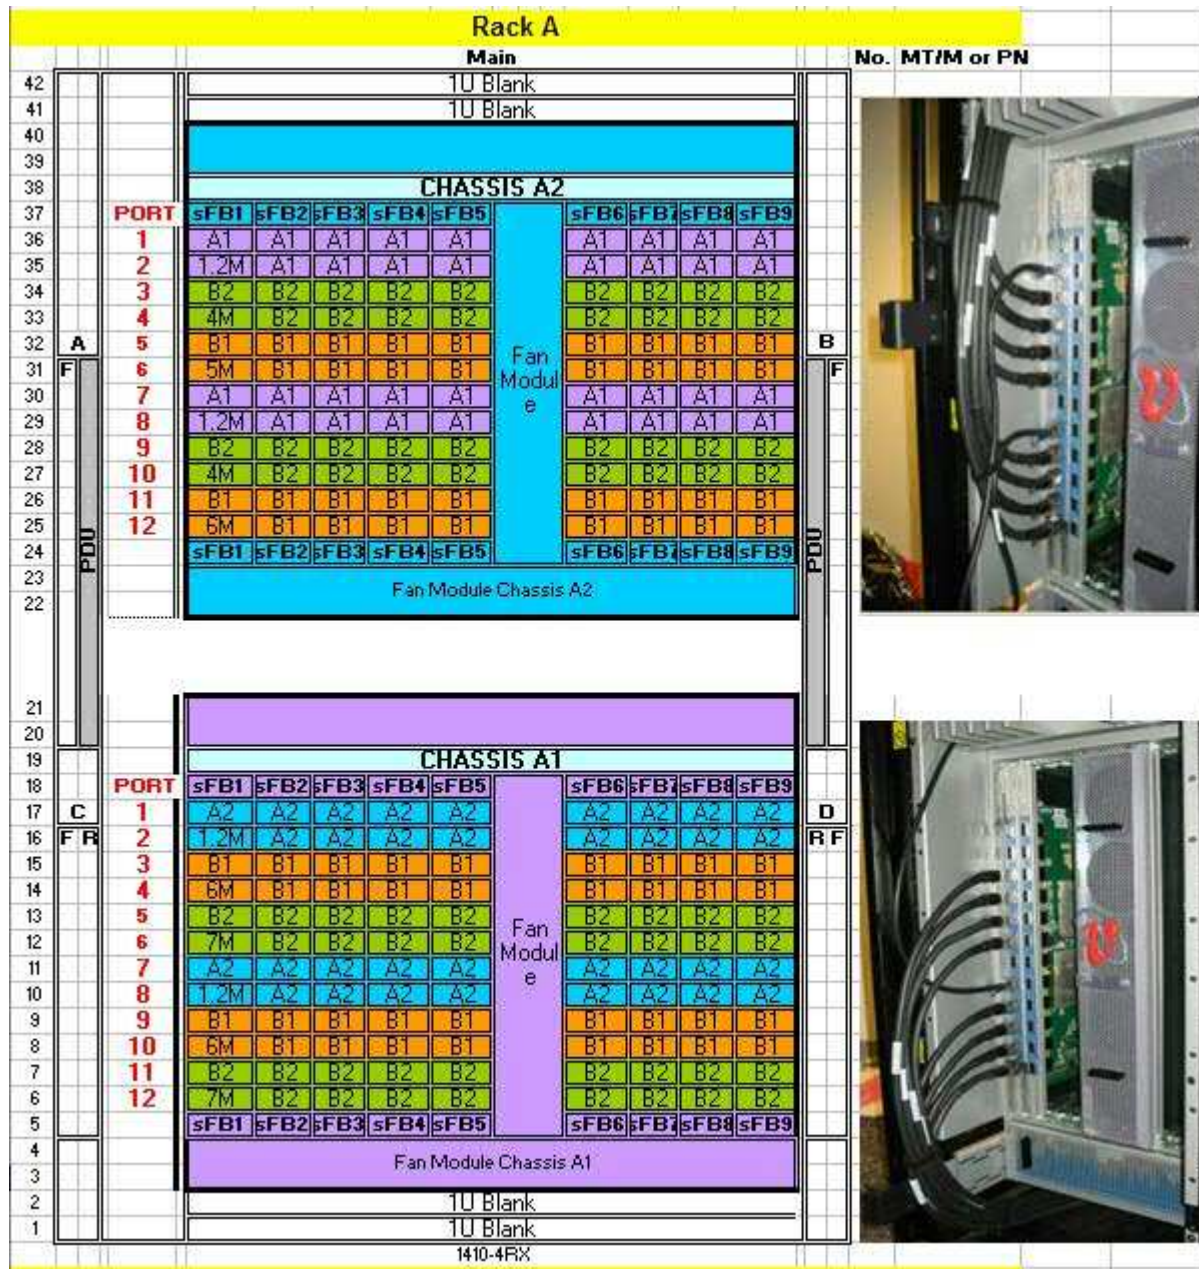 Rack A
Main No. MT/M or PN
42 1U Blank
41 1U Blank
40
39
38 CHASSIS A2
37 PORT sFB1 sFB2 sFB3 sFB4 sFB5 sFB6 sFB7 sFB8 sFB9
36 1 A1 A1 A1 A1 A1 A1 A1 A1 A1
35 2 1.2M A1 A1 A1 A1 A1 A1 A1 A1
34 3 B2 B2 B2 B2 B2 B2 B2 B2 B2
33 4 4M B2 B2 B2 B2 B2 B2 B2 B2
32 A 5 B1 B1 B1 B1 B1 B1 B1 B1 B1 B
31 F 6 5M B1 B1 B1 B1 B1 B1 B1 B1 F
30 7 A1 A1 A1 A1 A1 A1 A1 A1 A1
29 8 1.2M A1 A1 A1 A1 A1 A1 A1 A1
28 9 B2 B2 B2 B2 B2 B2 B2 B2 B2
27 10 4M B2 B2 B2 B2 B2 B2 B2 B2
26 11 B1 B1 B1 B1 B1 B1 B1 B1 B1
25 12 6M B1 B1 B1 B1 B1 B1 B1 B1
Fan
Modul
e
PDU
PDU
24 sFB1 sFB2 sFB3 sFB4 sFB5 sFB6 sFB7 sFB8 sFB9
23
Fan Module Chassis A2
22
21
20
19 CHASSIS A1
18 PORT sFB1 sFB2 sFB3 sFB4 sFB5 sFB6 sFB7 sFB8 sFB9
17 C 1 A2 A2 A2 A2 A2 A2 A2 A2 A2 D
16 F R 2 1.2M A2 A2 A2 A2 A2 A2 A2 A2 R F
15 3 B1 B1 B1 B1 B1 B1 B1 B1 B1
14 4 6M B1 B1 B1 B1 B1 B1 B1 B1
13 5 B2 B2 B2 B2 B2 B2 B2 B2 B2
12 6 7M B2 B2 B2 B2 B2 B2 B2 B2
11 7 A2 A2 A2 A2 A2 A2 A2 A2 A2
10 8 1.2M A2 A2 A2 A2 A2 A2 A2 A2
9 9 B1 B1 B1 B1 B1 B1 B1 B1 B1
8 10 6M B1 B1 B1 B1 B1 B1 B1 B1
7 11 B2 B2 B2 B2 B2 B2 B2 B2 B2
6 12 7M B2 B2 B2 B2 B2 B2 B2 B2
Fan
Modul
e
5 sFB1 sFB2 sFB3 sFB4 sFB5 sFB6 sFB7 sFB8 sFB9
4
Fan Module Chassis A1
3
2 1U Blank
1 1U Blank
1410-4RX